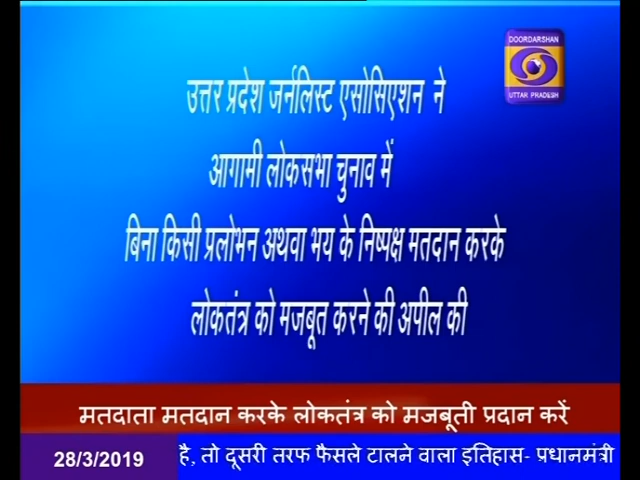 DOORDARSHAN
UTTAR PRADESH
उत्तर प्रदेश जर्नलिस्ट एसोसिएशन ने
आगामी लोकसभा चुनाव में
बिना किसी प्रलोभन अथवा भय के निष्पक्ष मतदान करके
लोकतंत्र को मजबूत करने की अपील की
मतदाता मतदान करके लोकतंत्र को मजबूती प्रदान करें
28/3/2019
है, तो दूसरी तरफ फैसले टालने वाला इतिहास- प्रधानमंत्री